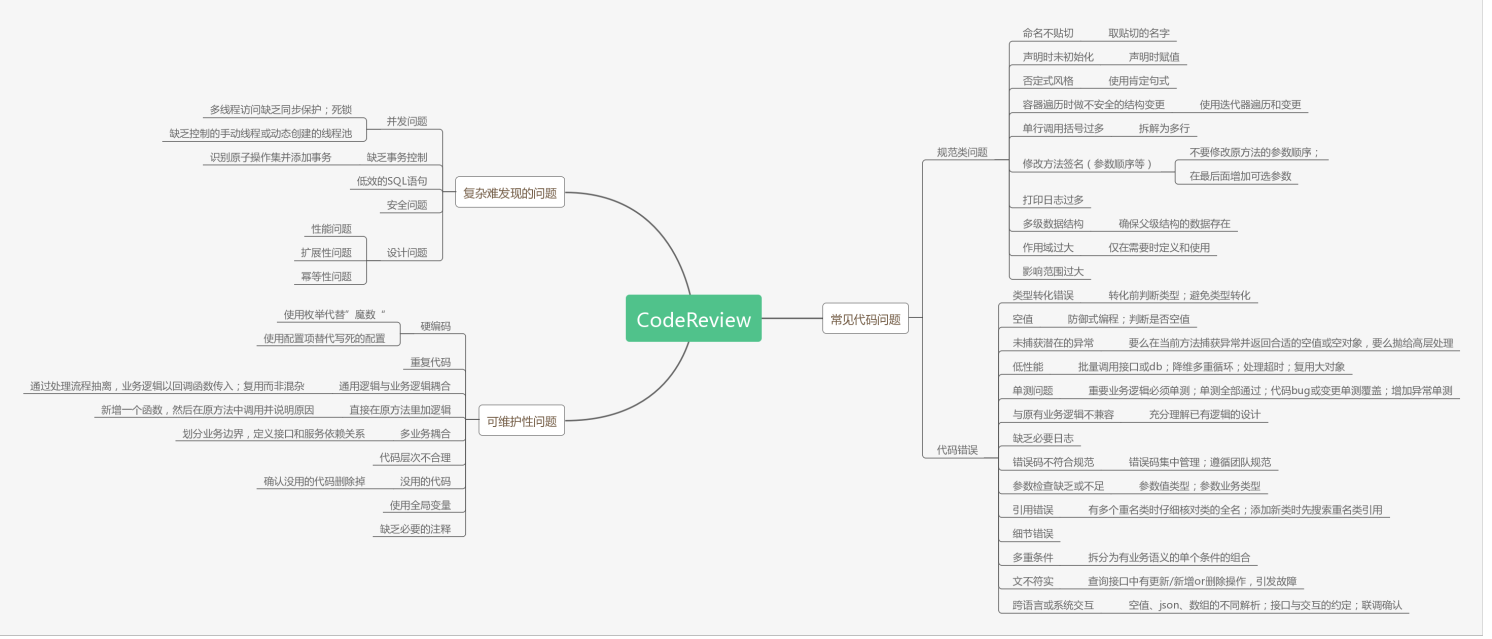 CodeReview
复杂难发现的问题
并发问题
多线程访问缺乏同步保护；死锁
缺乏控制的手动线程或动态创建的线程池
缺乏事务控制
识别原子操作集并添加事务
低效的SQL语句
安全问题
设计问题
性能问题
扩展性问题
幂等性问题
可维护性问题
硬编码
使用枚举代替”魔数“
使用配置项替代写死的配置
重复代码
通用逻辑与业务逻辑耦合
通过处理流程抽离，业务逻辑以回调函数传入；复用而非混杂
直接在原方法里加逻辑
新增一个函数，然后在原方法中调用并说明原因
多业务耦合
划分业务边界，定义接口和服务依赖关系
代码层次不合理
没用的代码
确认没用的代码删除掉
使用全局变量
缺乏必要的注释
常见代码问题
规范类问题
命名不贴切
取贴切的名字
声明时未初始化
声明时赋值
否定式风格
使用肯定句式
容器遍历时做不安全的结构变更
使用迭代器遍历和变更
单行调用括号过多
拆解为多行
修改方法签名（参数顺序等）
不要修改原方法的参数顺序；
在最后面增加可选参数
打印日志过多
多级数据结构
确保父级结构的数据存在
作用域过大
仅在需要时定义和使用
影响范围过大
代码错误
类型转化错误
转化前判断类型；避免类型转化
空值
防御式编程；判断是否空值
未捕获潜在的异常
要么在当前方法捕获异常并返回合适的空值或空对象，要么抛给高层处理
低性能
批量调用接口或db；降维多重循环；处理超时；复用大对象
单测问题
重要业务逻辑必须单测；单测全部通过；代码bug或变更单测覆盖；增加异常单测
与原有业务逻辑不兼容
充分理解已有逻辑的设计
缺乏必要日志
错误码不符合规范
错误码集中管理；遵循团队规范
参数检查缺乏或不足
参数值类型；参数业务类型
引用错误
有多个重名类时仔细核对类的全名；添加新类时先搜索重名类引用
细节错误
多重条件
拆分为有业务语义的单个条件的组合
文不符实
查询接口中有更新/新增or删除操作，引发故障
跨语言或系统交互
空值、json、数组的不同解析；接口与交互的约定；联调确认